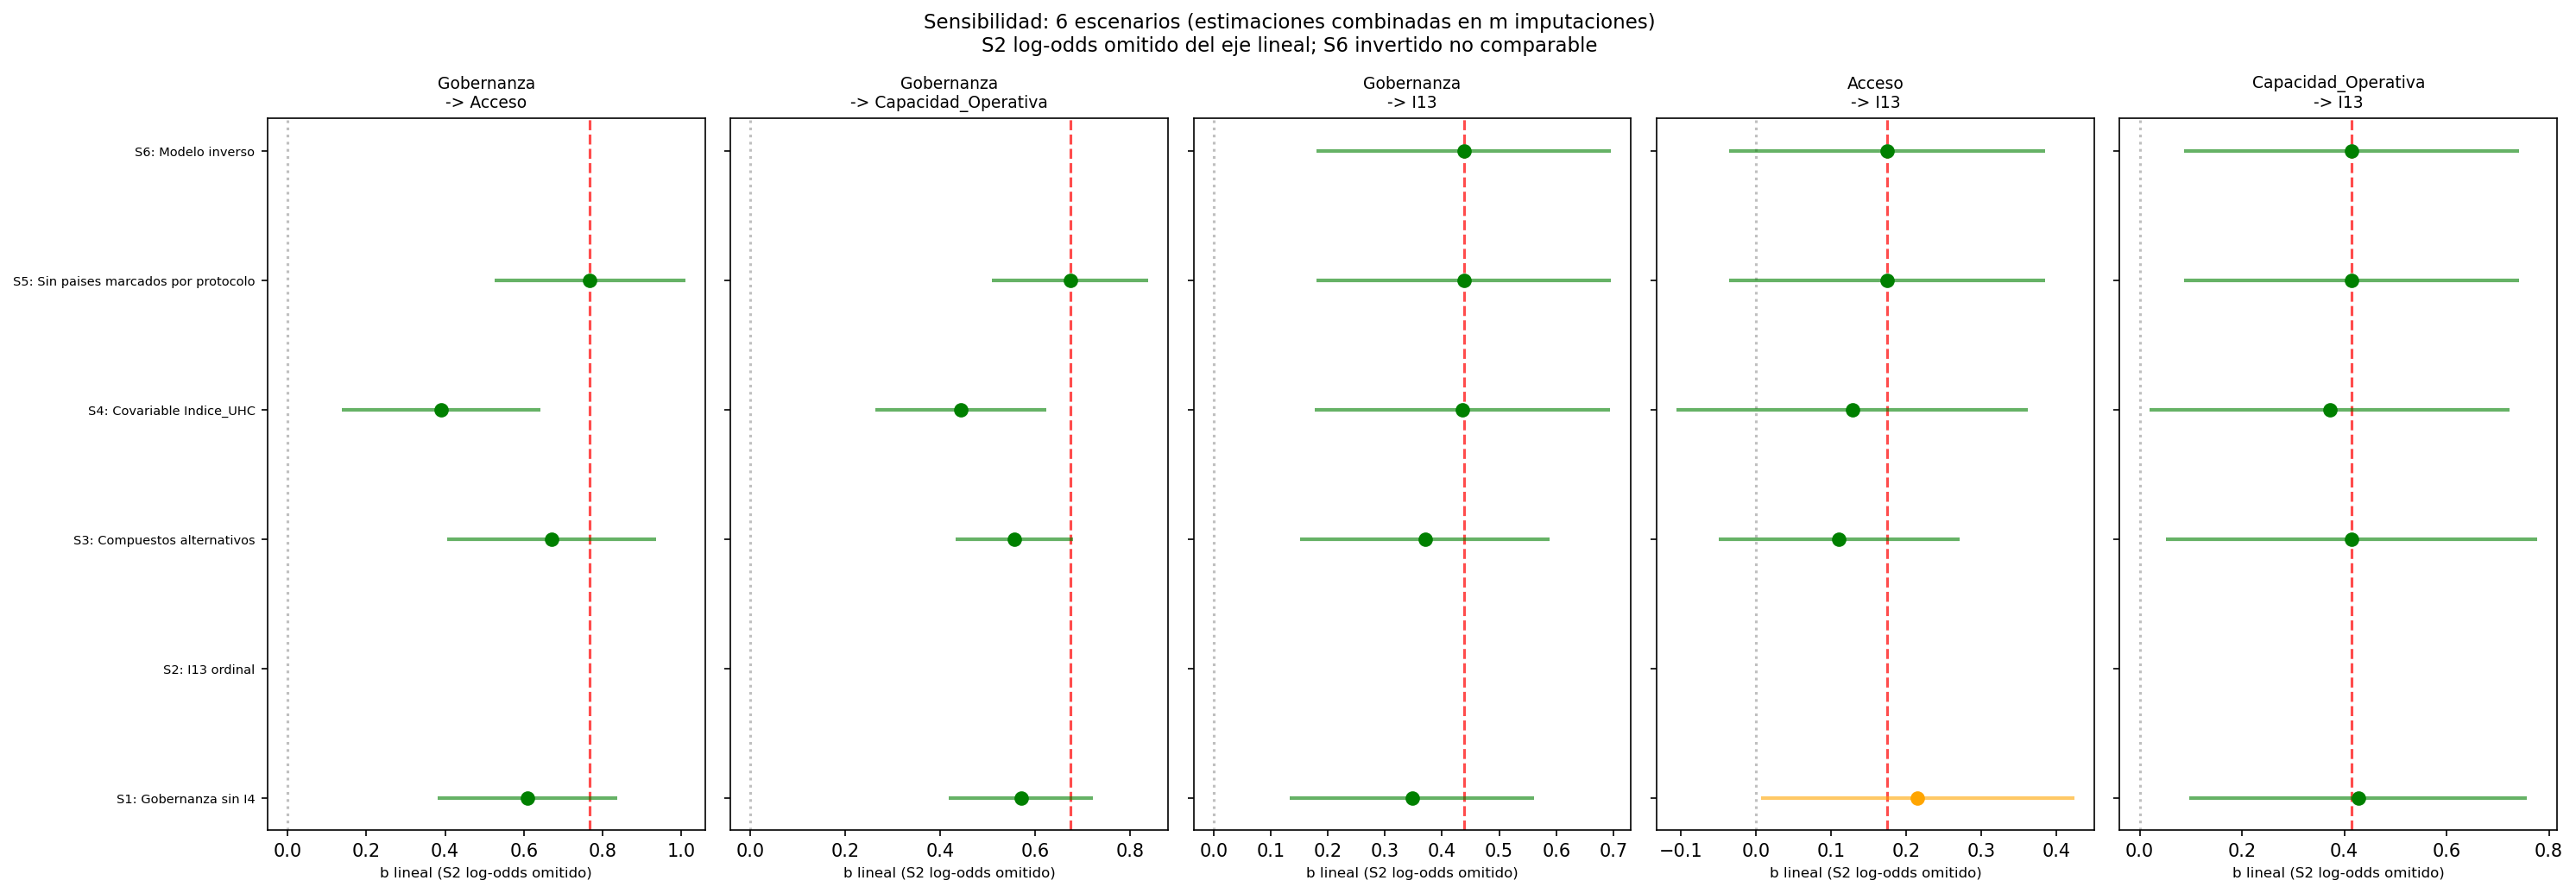 Sensibilidad: 6 escenarios (estimaciones combinadas en m imputaciones)
S2 log-odds omitido del eje lineal; S6 invertido no comparable
Gobernanza
-> Acceso
Gobernanza
-> Capacidad_Operativa
Gobernanza
-> I13
Acceso
-> I13
Capacidad_Operativa
-> I13
S6: Modelo inverso
S5: Sin paises marcados por protocolo
S4: Covariable Indice_UHC
S3: Compuestos alternativos
S2: I13 ordinal
S1: Gobernanza sin I4
0.0 0.2 0.4 0.6 0.8 1.0
b lineal (S2 log-odds omitido)
0.0 0.2 0.4 0.6 0.8
b lineal (S2 log-odds omitido)
0.0 0.1 0.2 0.3 0.4 0.5 0.6 0.7
b lineal (S2 log-odds omitido)
−0.1 0.0 0.1 0.2 0.3 0.4
b lineal (S2 log-odds omitido)
0.0 0.2 0.4 0.6 0.8
b lineal (S2 log-odds omitido)